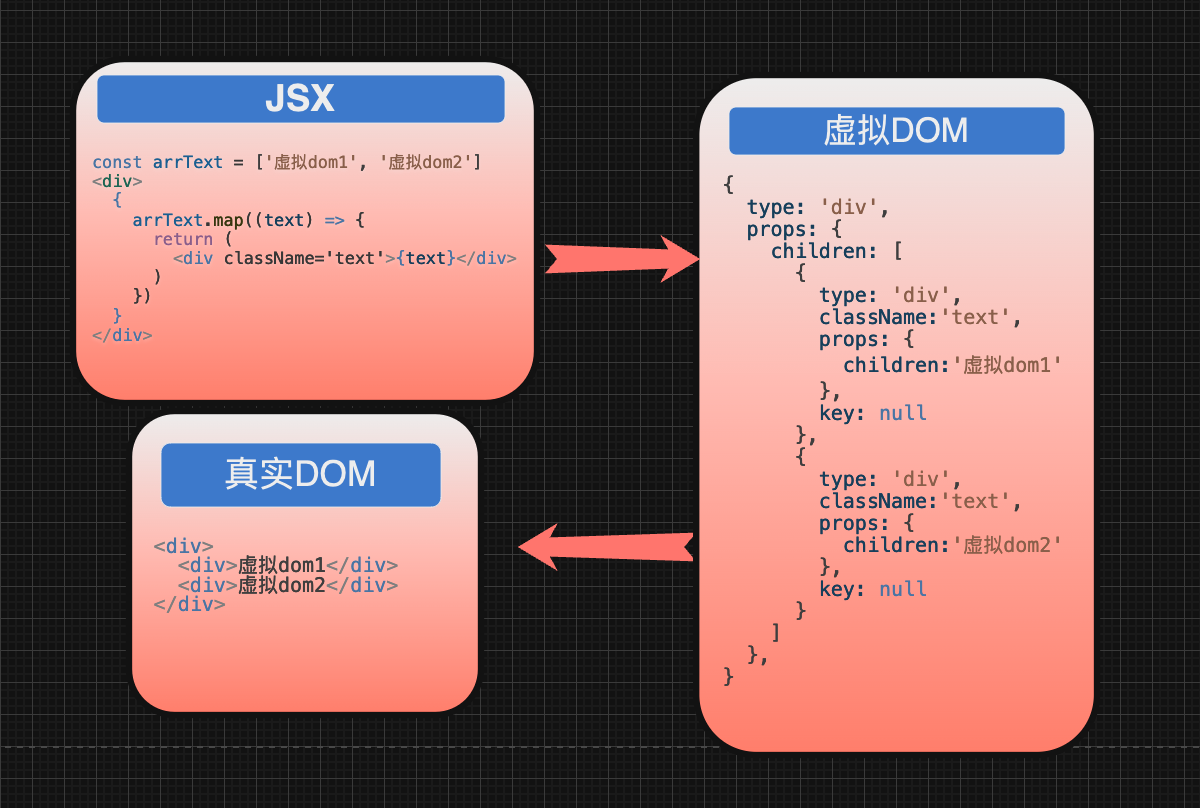 JSX
const arrText = ['虚拟dom1', '虚拟dom2']
<div>
  {
    arrText.map((text) => {
      return (
        <div className='text'>{text}</div>
      )
    })
  }
</div>
虚拟DOM
{
  type: 'div',
  props: {
    children: [
      {
        type: 'div',
        className:'text',
        props: {
          children:'虚拟dom1'
        },
        key: null
      },
      {
        type: 'div',
        className:'text',
        props: {
          children:'虚拟dom2'
        },
        key: null
      }
    ]
  },
}
真实DOM
<div>
  <div>虚拟dom1</div>
  <div>虚拟dom2</div>
</div>